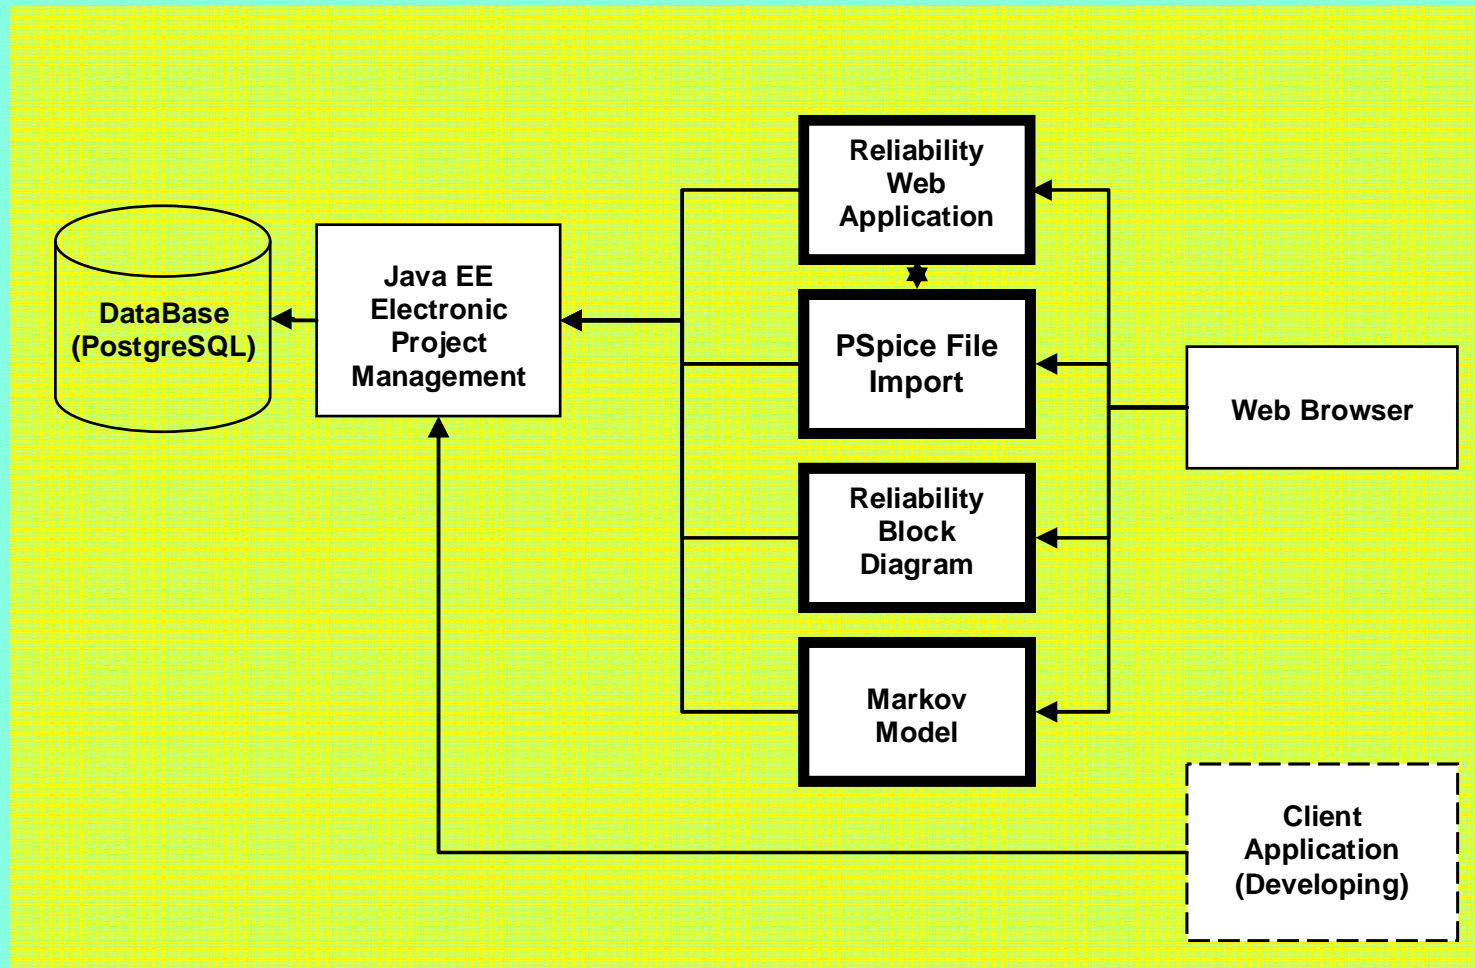 Reliability
Web
Application
DataBase
(PostgreSQL)
Java EE
Electronic
Project
Management
PSpice File
Import
Web Browser
Reliability
Block
Diagram
Markov
Model
Client
Application
(Developing)